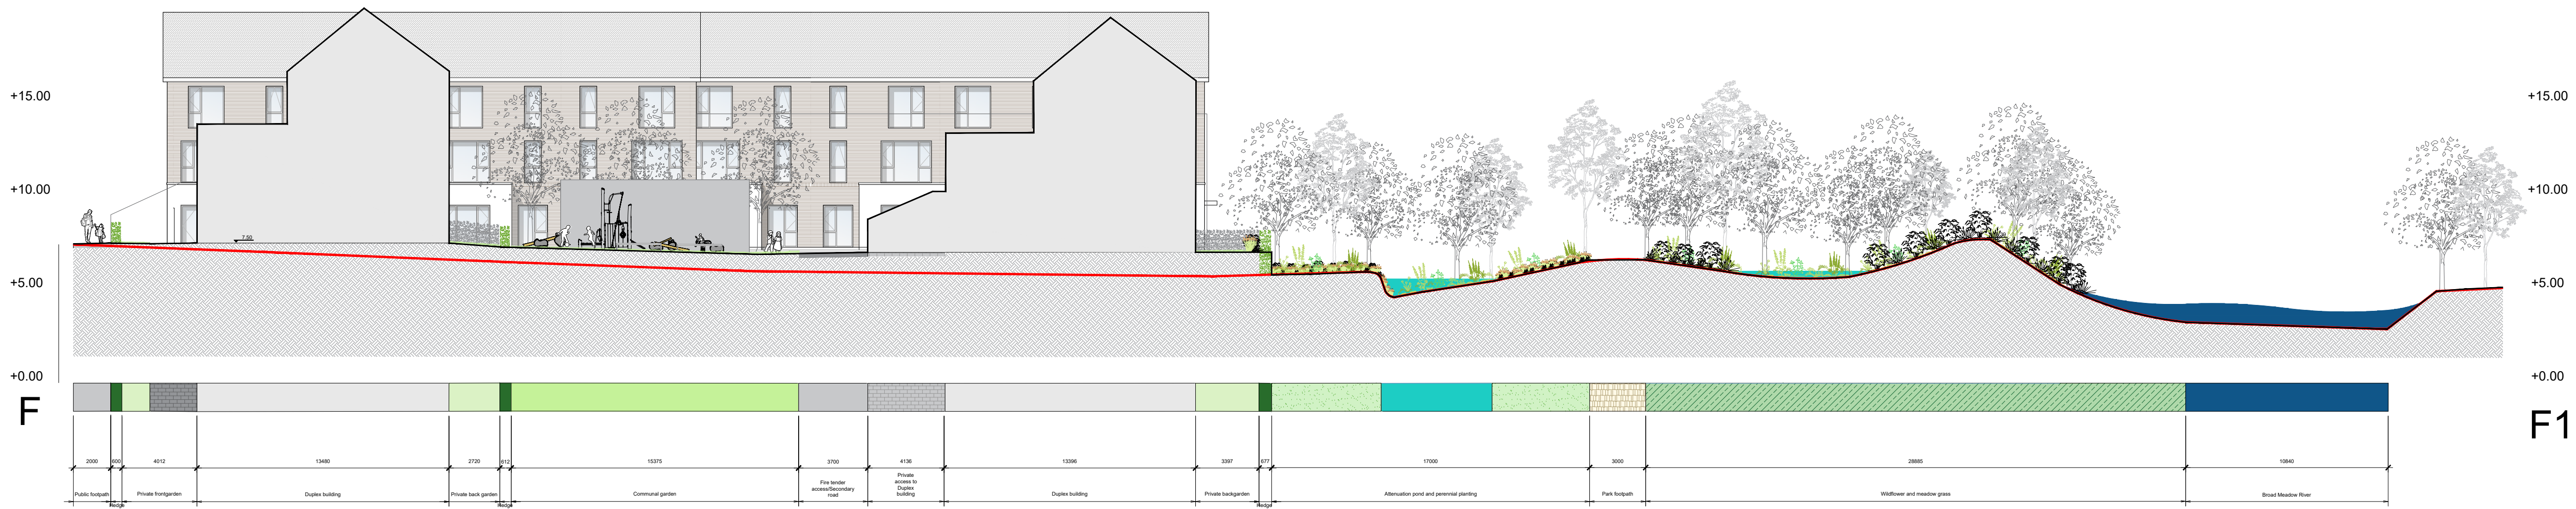 +15.00
+15.00
+10.00
+10.00
7.50
+5.00
+5.00
+0.00
+0.00
F
F1
2000
600
4012
13480
2720
612
15375
3700
4136
13396
3397
677
17000
3000
28885
10840
Public footpath
Hedge
Private frontgarden
Duplex building
Private back garden
Hedge
Communal garden
Fire tender
access/Secondary
road
Private
access to
Duplex
building
Duplex building
Private backgarden
Hedge
Attenuation pond and perennial planting
Park footpath
Wildflower and meadow grass
Broad Meadow River